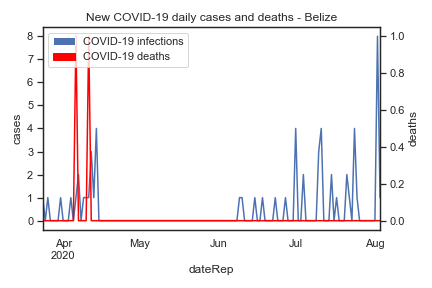 New COVID-19 daily cases and deaths - Belize
COVID-19 infections
COVID-19 deaths
8
7
6
5
4
3
2
1
0
cases
1.0
0.8
0.6
0.4
0.2
0.0
deaths
Apr May Jun Jul Aug
2020
dateRep